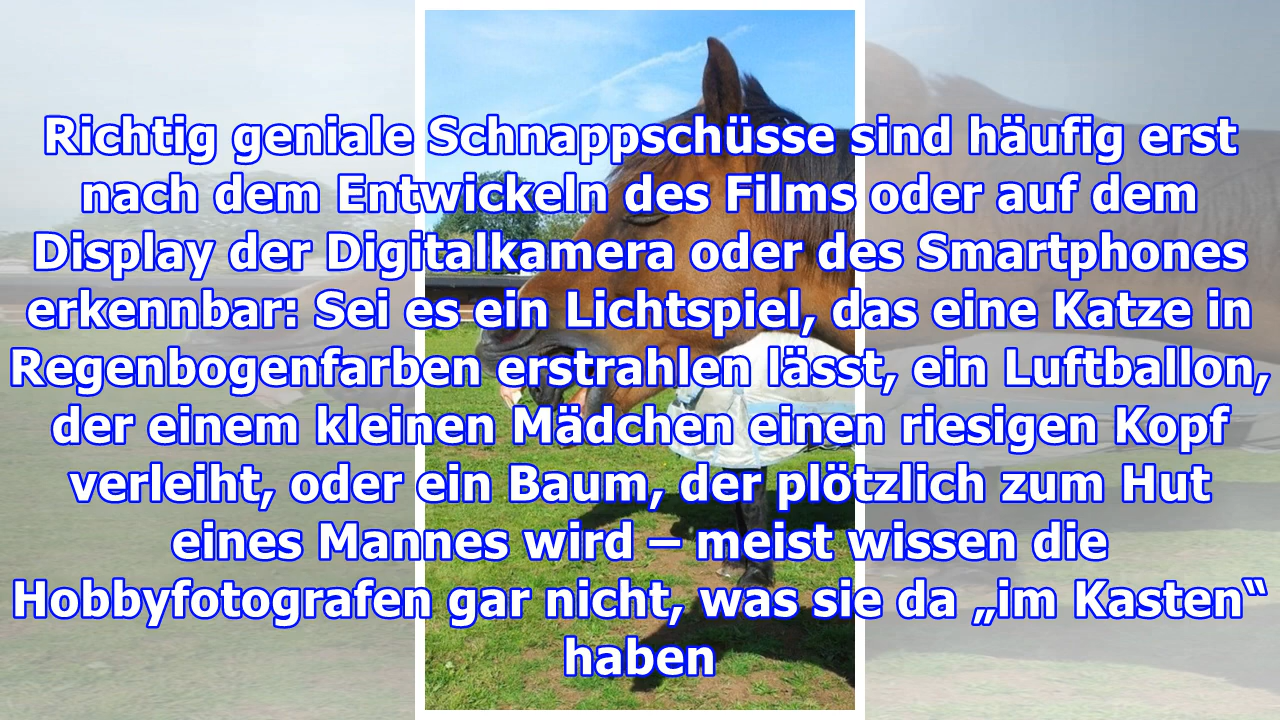 Richtig geniale Schnappschüsse sind häufig erst
nach dem Entwickeln des Films oder auf dem
Display der Digitalkamera oder des Smartphones
erkennbar: Sei es ein Lichtspiel, das eine Katze in
Regenbogenfarben erstrahlen lässt, ein Luftballon,
der einem kleinen Mädchen einen riesigen Kopf
verleiht, oder ein Baum, der plötzlich zum Hut
eines Mannes wird – meist wissen die
Hobbyfotografen gar nicht, was sie da „im Kasten“
haben